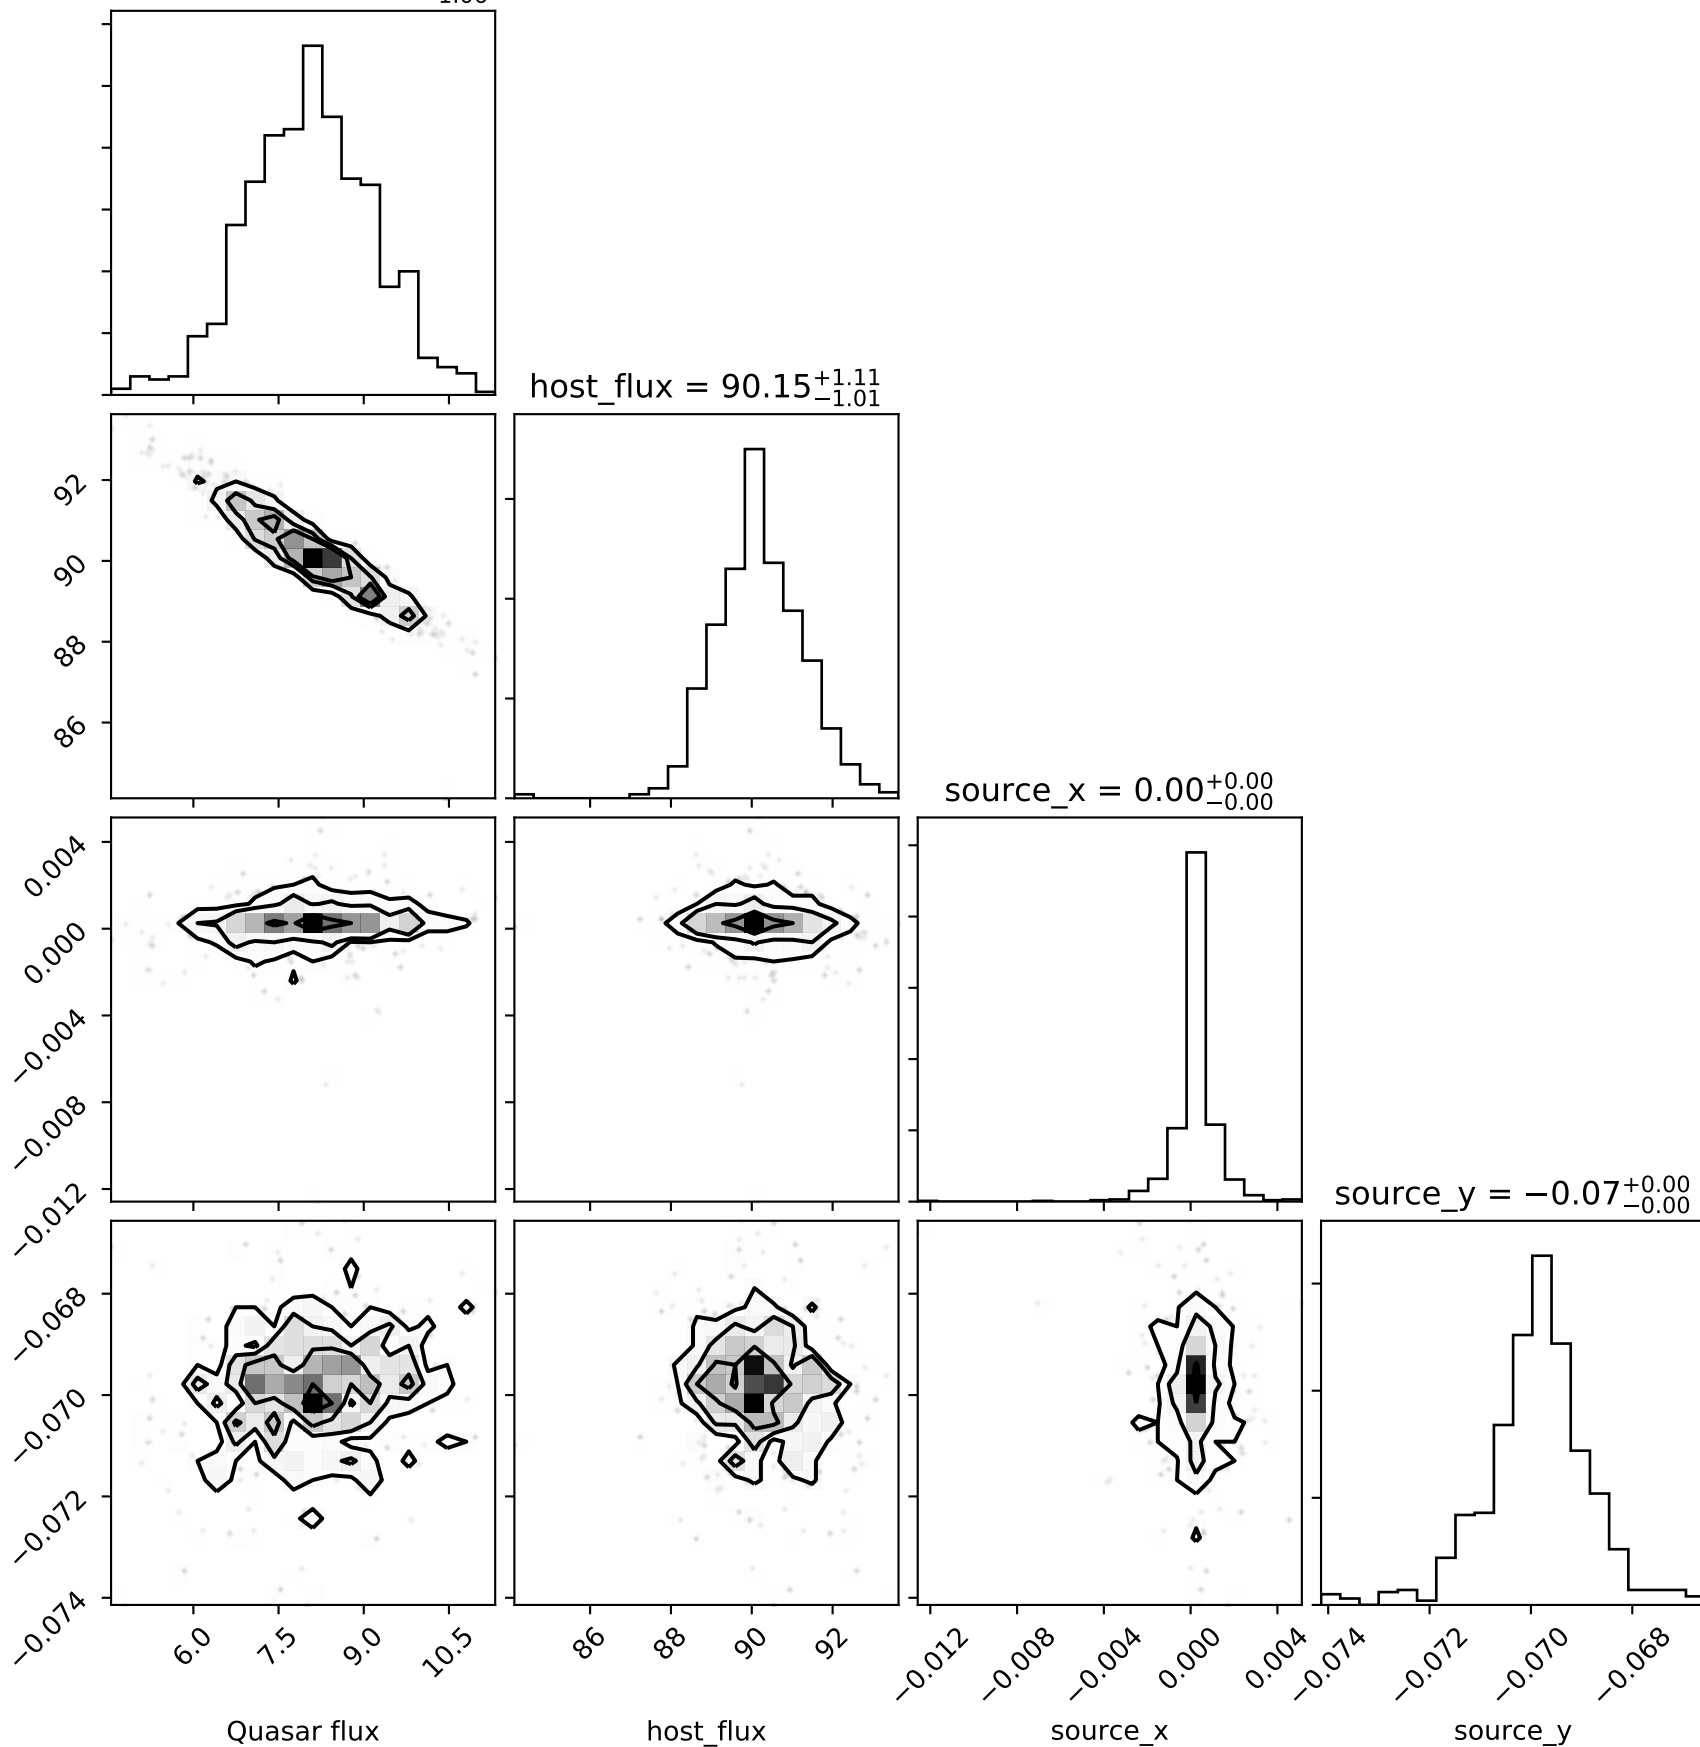 host_flux = 90.15 +1.11 −1.01
92
90
88
86
source_x = 0.00 +0.00 −0.00
0.004
0.000
−0.004
−0.008
−0.012
source_y = −0.07 +0.00 −0.00
−0.068
−0.070
−0.072
−0.074
6.0 7.5 9.0 10.5 86 88 90 92 −0.012 −0.008 −0.004 0.000 0.004 −0.074 −0.072 −0.070 −0.068
Quasar flux host_flux source_x source_y